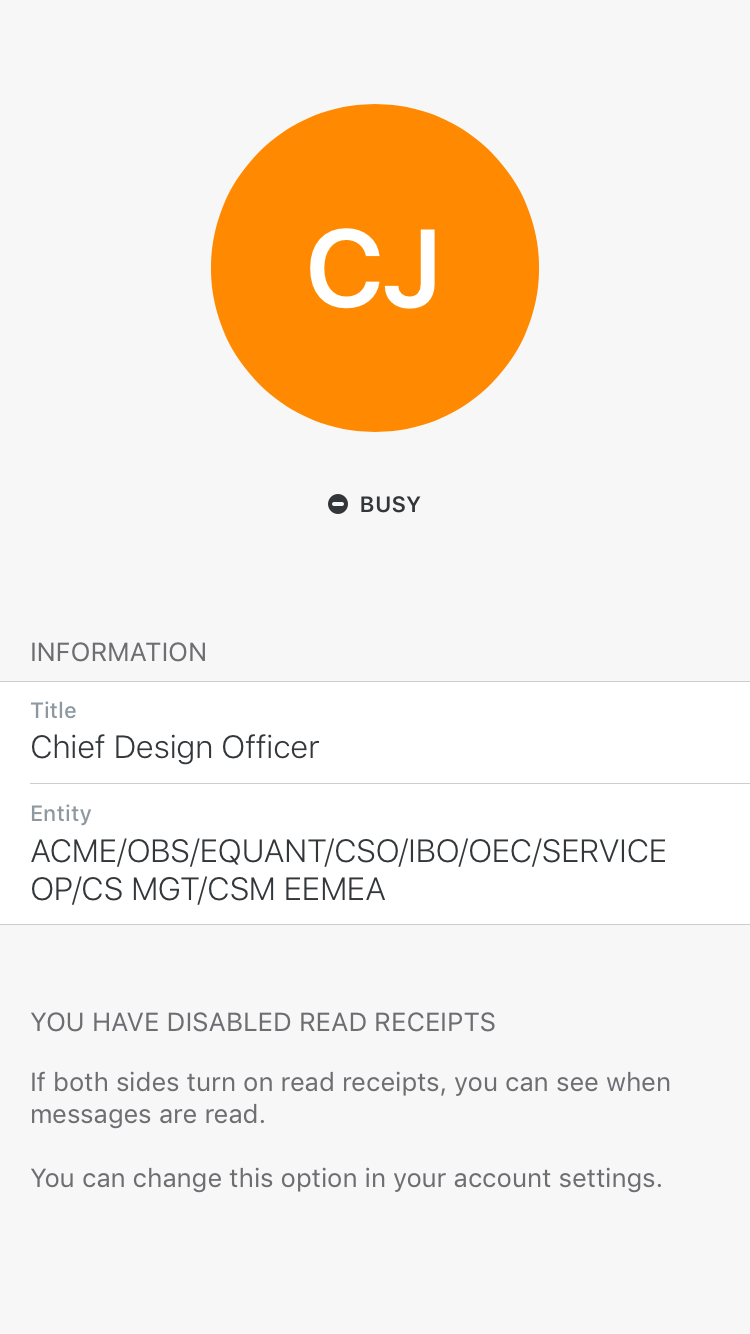 CJ
BUSY
INFORMATION
Title
Chief Design Officer
Entity
ACME/OBS/EQUANT/CSO/IBO/OEC/SERVICE
OP/CS MGT/CSM EEMEA
YOU HAVE DISABLED READ RECEIPTS
If both sides turn on read receipts, you can see when
messages are read.
You can change this option in your account settings.